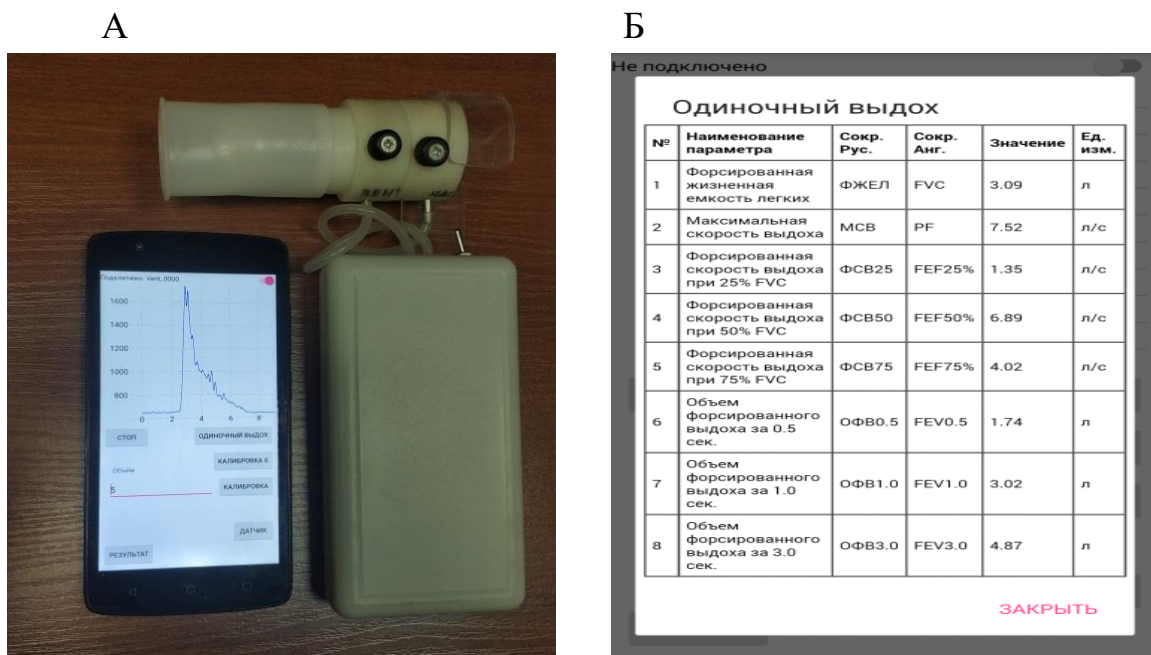 А
Б
Подключено: Vent_0000
1600
1400
1200
1000
800
0 2 4 6 8
СТОП
ОДИНОЧНЫЙ ВЫДОХ
КАЛИБРОВКА 0
Объём
5
КАЛИБРОВКА
ДАТЧИК
РЕЗУЛЬТАТ
Не подключено
Одиночный выдох
№ Наименование параметра Сокр. Рус. Сокр. Анг. Значение Ед. изм.
1 Форсированная жизненная емкость легких ФЖЕЛ FVC 3.09 л
2 Максимальная скорость выдоха МСВ PF 7.52 л/с
3 Форсированная скорость выдоха при 25% FVC ФСВ25 FEF25% 1.35 л/с
4 Форсированная скорость выдоха при 50% FVC ФСВ50 FEF50% 6.89 л/с
5 Форсированная скорость выдоха при 75% FVC ФСВ75 FEF75% 4.02 л/с
6 Объем форсированного выдоха за 0.5 сек. ОФВ0.5 FEV0.5 1.74 л
7 Объем форсированного выдоха за 1.0 сек. ОФВ1.0 FEV1.0 3.02 л
8 Объем форсированного выдоха за 3.0 сек. ОФВ3.0 FEV3.0 4.87 л
ЗАКРЫТЬ